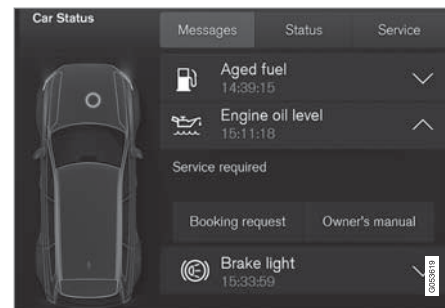 Car Status
Messages
Status
Service
Aged fuel
14:39:15
Engine oil level
15:11:18
Service required
Booking request
Owner's manual
Brake light
15:33:59
G053619